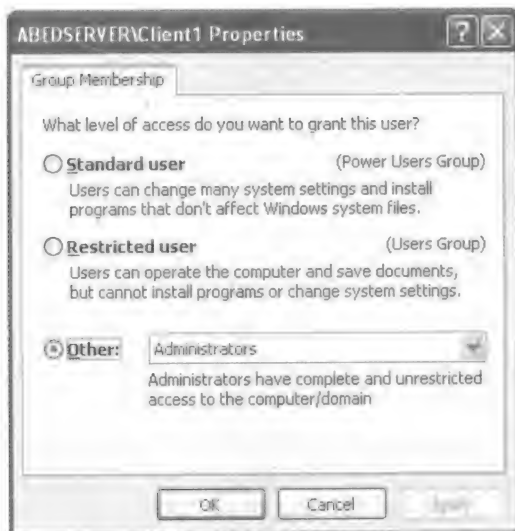 ABEDSERVER\Client1 Properties
Group Membership
What level of access do you want to grant this user?
Standard user (Power Users Group)
Users can change many system settings and install
programs that don't affect Windows system files.
Restricted user (Users Group)
Users can operate the computer and save documents,
but cannot install programs or change system settings.
Other: Administrators
Administrators have complete and unrestricted
access to the computer/domain
OK Cancel Apply